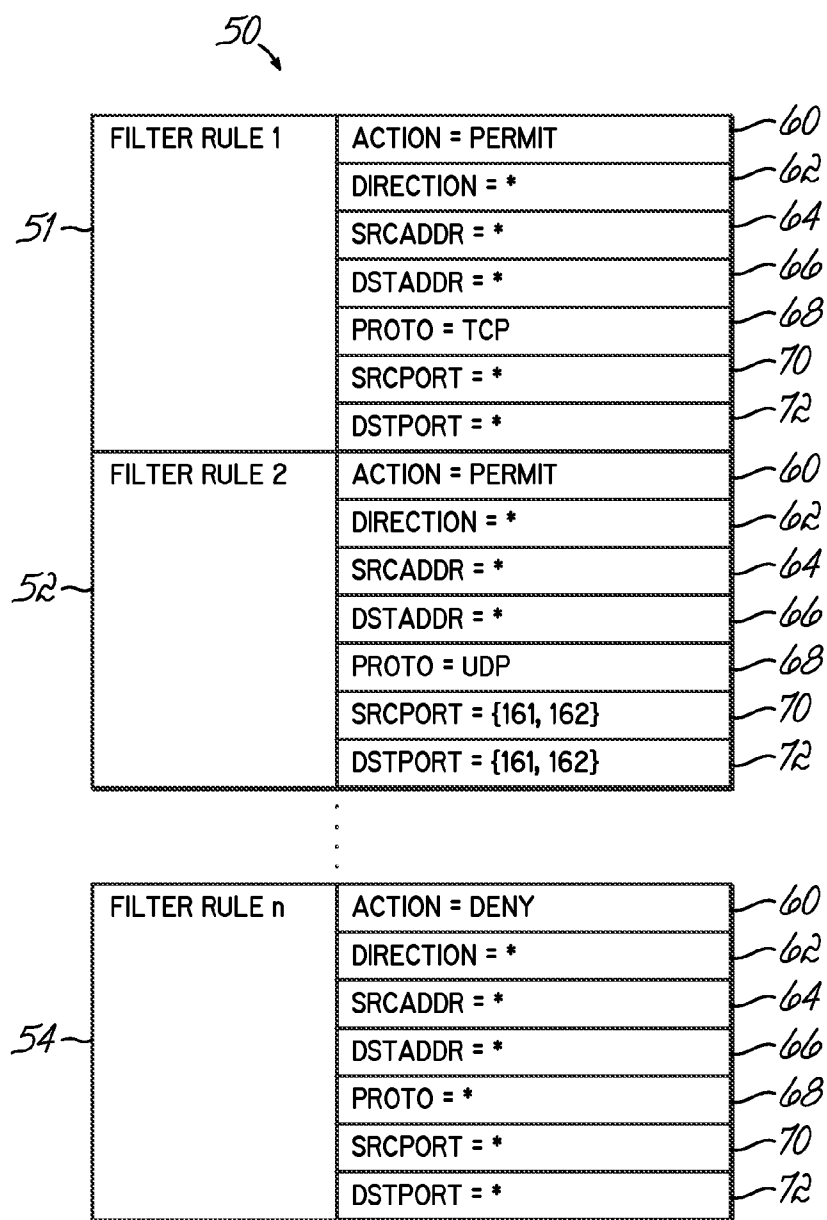 50
FILTER RULE 1 ACTION = PERMIT 60
DIRECTION = * 62
51 SRCADDR = * 64
DSTADDR = * 66
PROTO = TCP 68
SRCPORT = * 70
DSTPORT = * 72
FILTER RULE 2 ACTION = PERMIT 60
DIRECTION = * 62
52 SRCADDR = * 64
DSTADDR = * 66
PROTO = UDP 68
SRCPORT = {161, 162} 70
DSTPORT = {161, 162} 72
FILTER RULE n ACTION = DENY 60
DIRECTION = * 62
SRCADDR = * 64
54 DSTADDR = * 66
PROTO = * 68
SRCPORT = * 70
DSTPORT = * 72